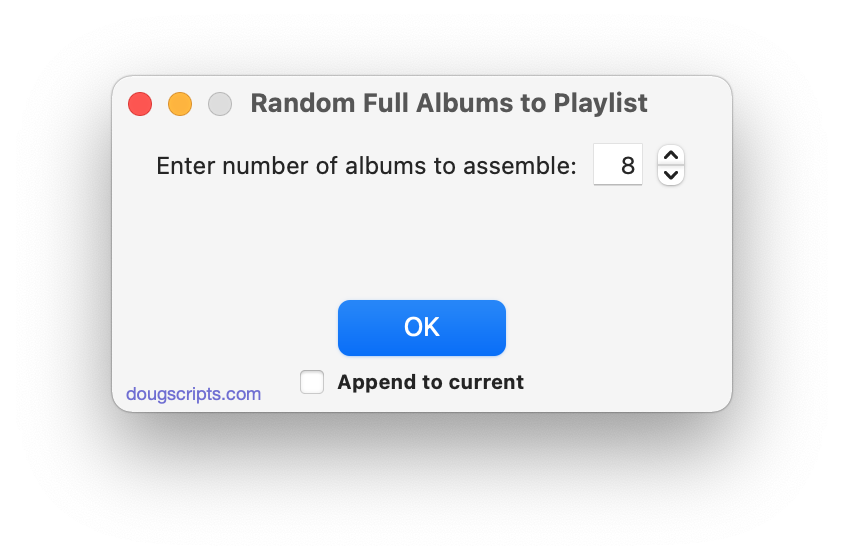 Random Full Albums to Playlist
Enter number of albums to assemble: 8
OK
Append to current
dougscripts.com